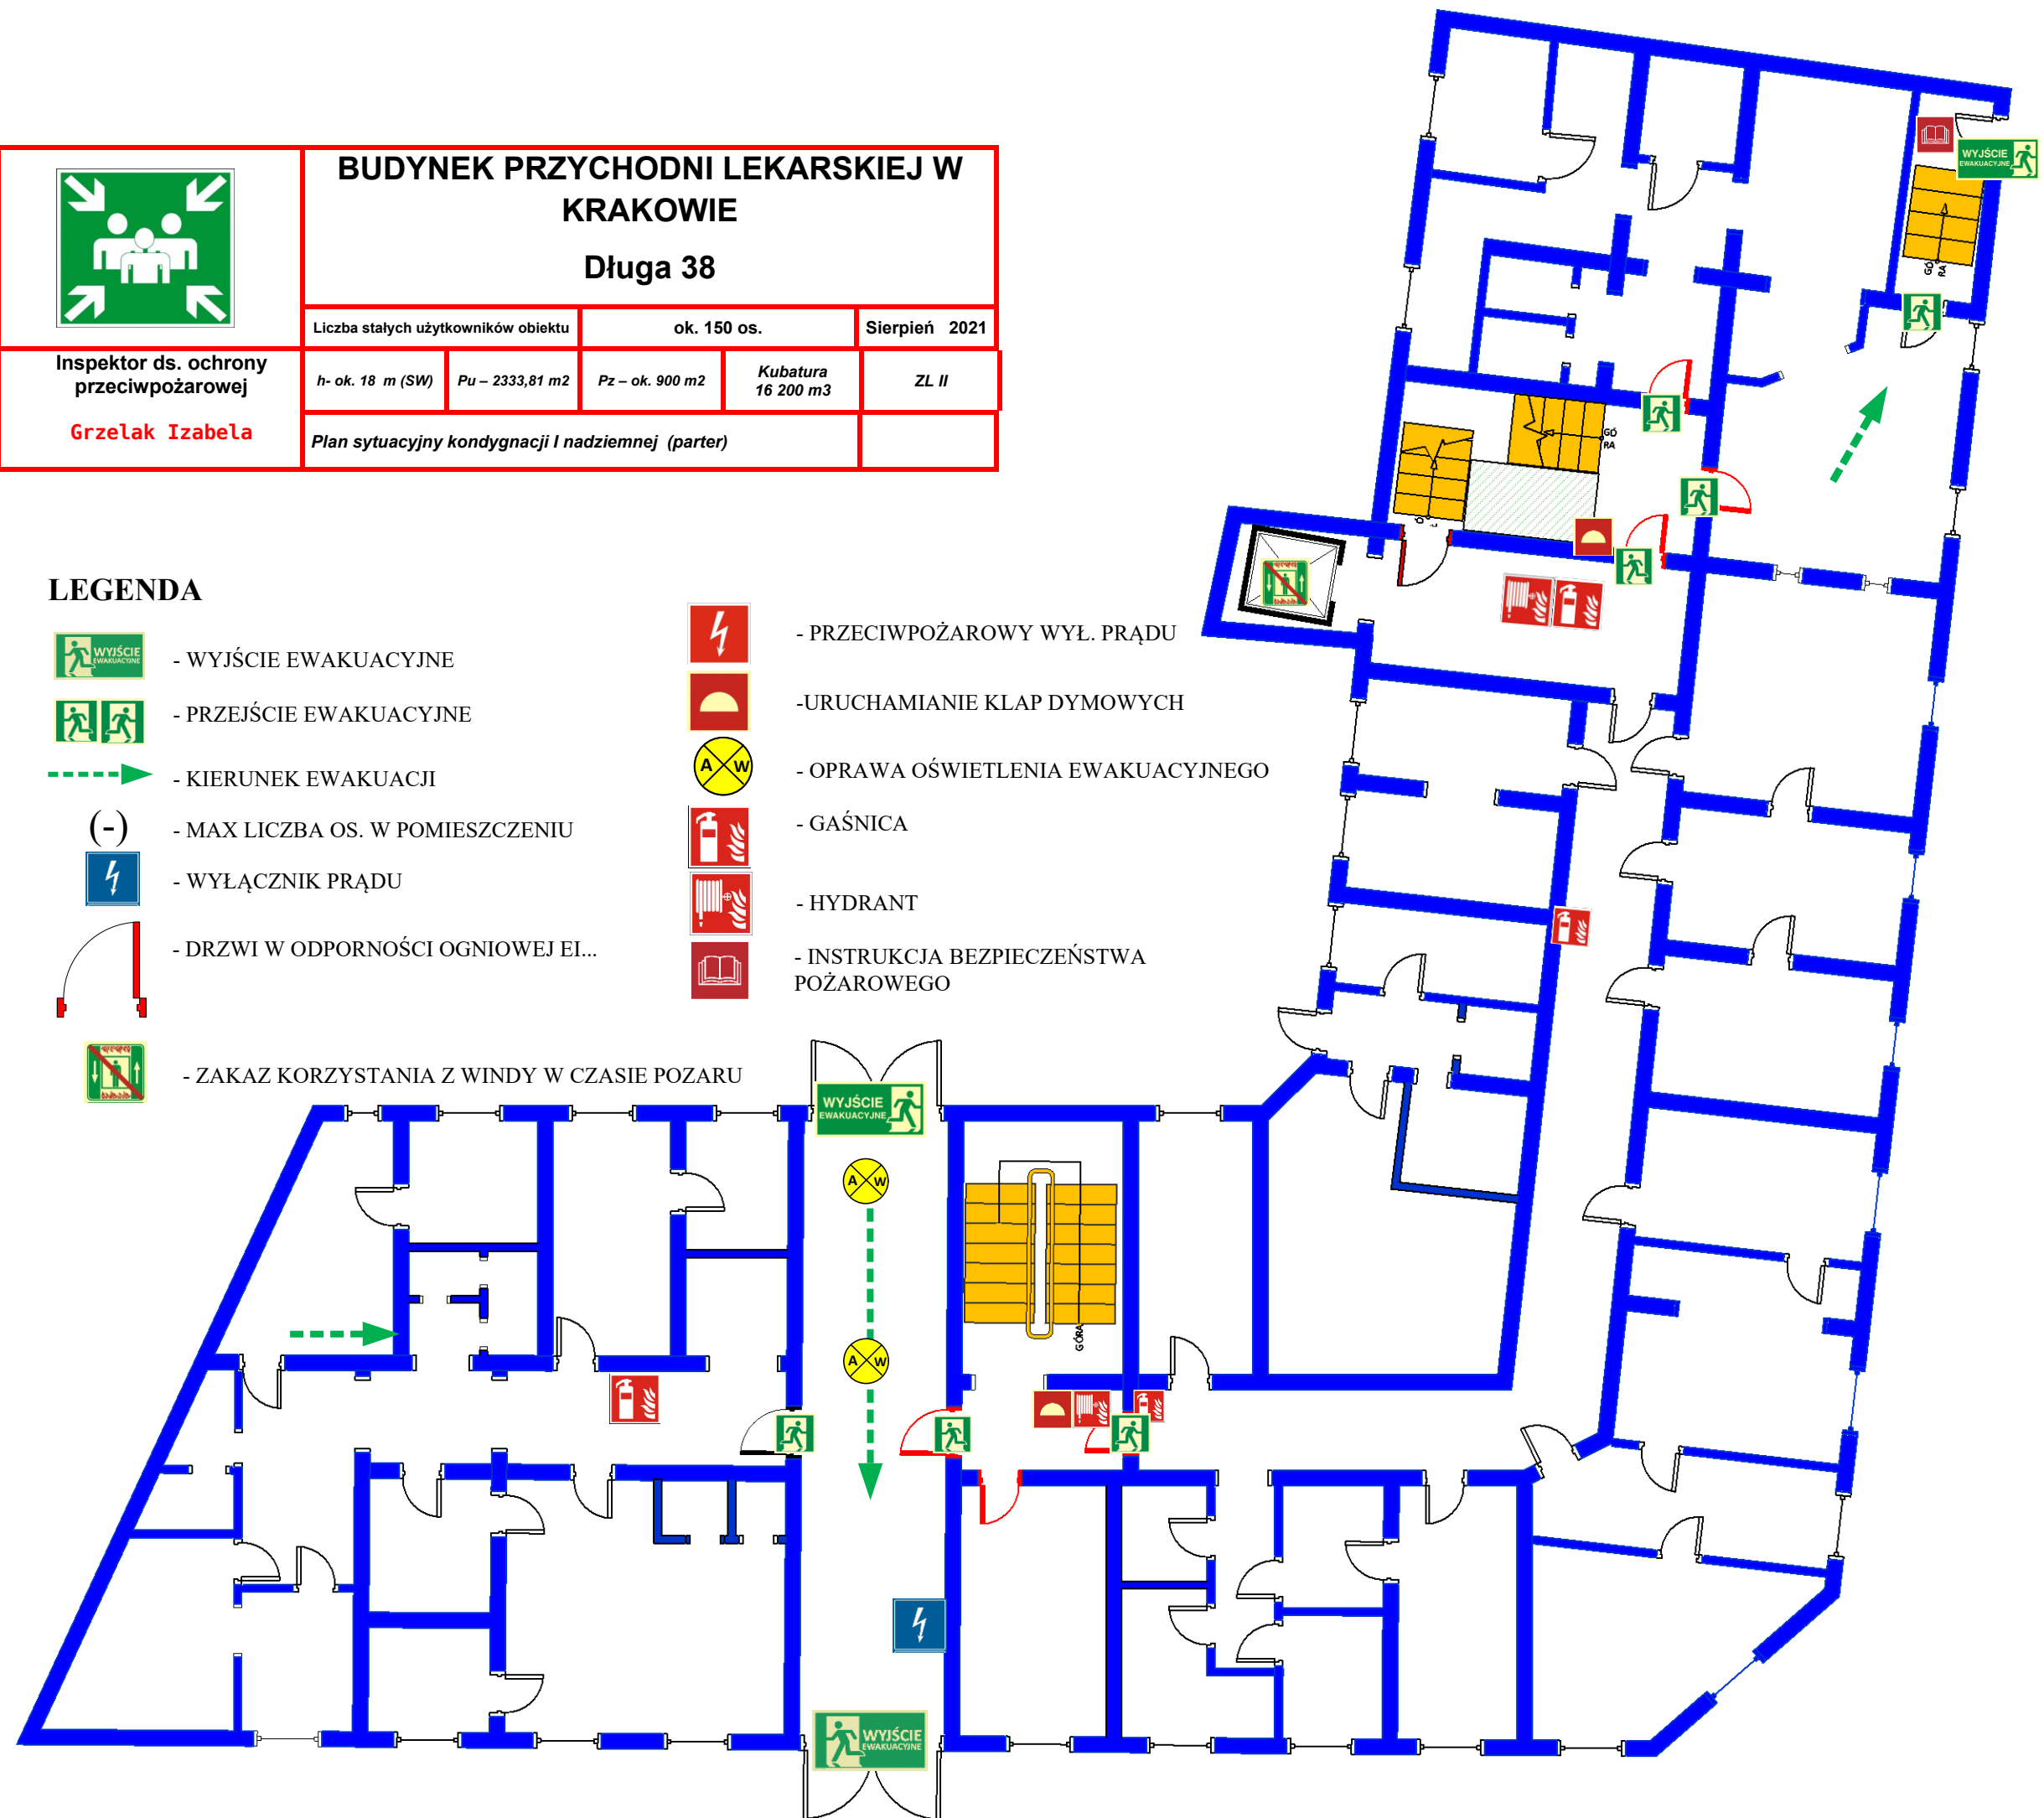 BUDYNEK PRZYCHODNI LEKARSKIEJ W
KRAKOWIE
Długa 38
Liczba stałych użytkowników obiektu
ok. 150 os.
Sierpień 2021
Inspektor ds. ochrony
przeciwpożarowej
Grzelak Izabela
h- ok. 18 m (SW)
Pu – 2333,81 m2
Pz – ok. 900 m2
Kubatura
16 200 m3
ZL II
Plan sytuacyjny kondygnacji I nadziemnej (parter)
LEGENDA
WYJŚCIE
EWAKUACYJNE
- WYJŚCIE EWAKUACYJNE
- PRZEJŚCIE EWAKUACYJNE
- KIERUNEK EWAKUACJI
(-)
- MAX LICZBA OS. W POMIESZCZENIU
- WYŁĄCZNIK PRĄDU
- DRZWI W ODPORNOŚCI OGNIOWEJ EI...
- ZAKAZ KORZYSTANIA Z WINDY W CZASIE POZARU
- PRZECIWPOŻAROWY WYŁ. PRĄDU
-URUCHAMIANIE KLAP DYMOWYCH
A W
- OPRAWA OŚWIETLENIA EWAKUACYJNEGO
- GAŚNICA
- HYDRANT
- INSTRUKCJA BEZPIECZEŃSTWA
POŻAROWEGO
WYJŚCIE
EWAKUACYJNE
GÓ
RA
GÓ
RA
WYJŚCIE
EWAKUACYJNE
A W
A W
GÓRA
WYJŚCIE
EWAKUACYJNE